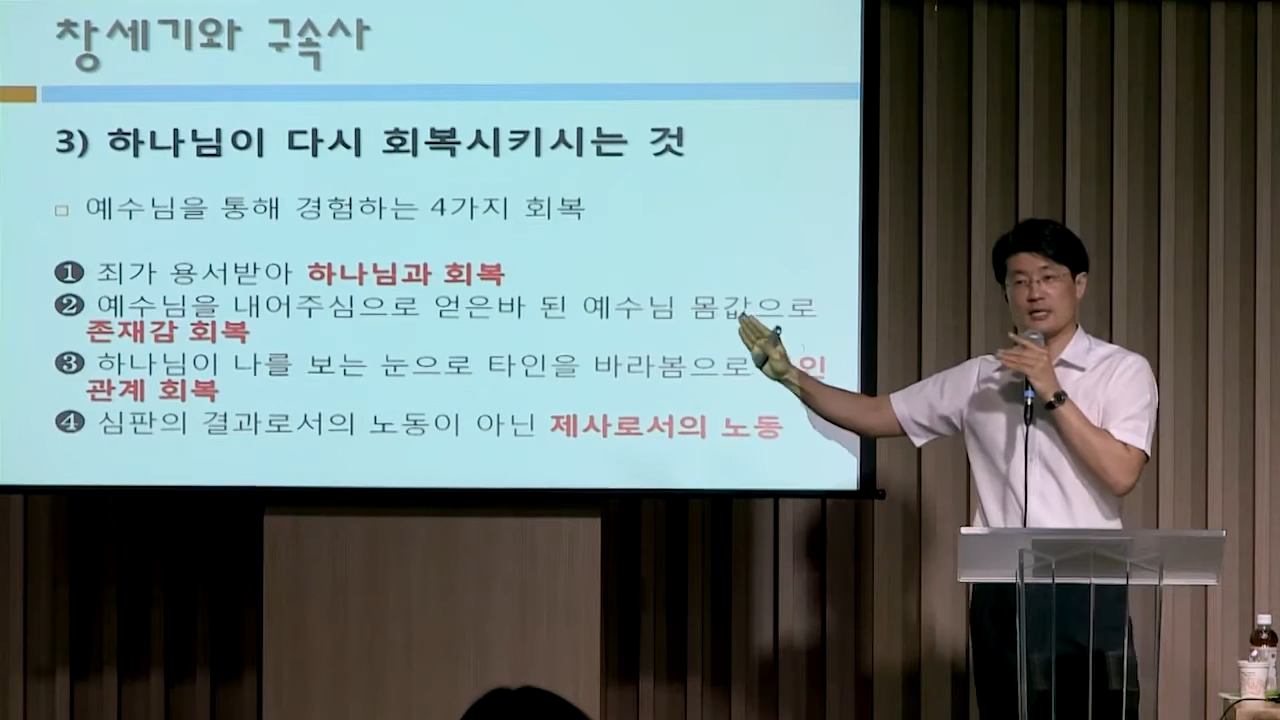 창세기와 구속사
3) 하나님이 다시 회복시키시는 것
예수님을 통해 경험하는 4가지 회복
❶ 죄가 용서받아 하나님과 회복
❷ 예수님을 내어주심으로 얻은바 된 예수님 몸값으로
존재감 회복
❸ 하나님이 나를 보는 눈으로 타인을 바라봄으로
관계 회복
❹ 심판의 결과로서의 노동이 아닌 제사로서의 노동